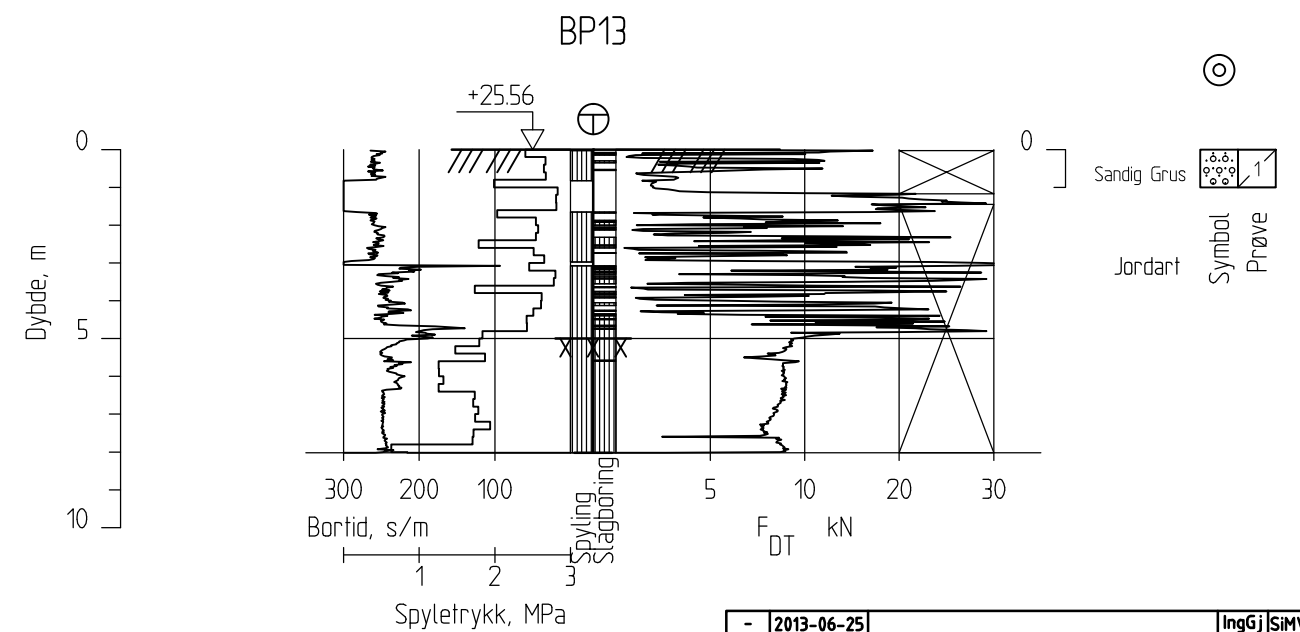 BP13
+25.56
0
0
Sandig Grus
1
Dybde, m
Jordart
Symbol
Prøve
5
300 200 100
5 10 20 30
10
Bortid, s/m
Spyling
Slagboring
F DT kN
1 2 3
Spyletrykk, MPa
- 2013-06-25 IngGj SiMV